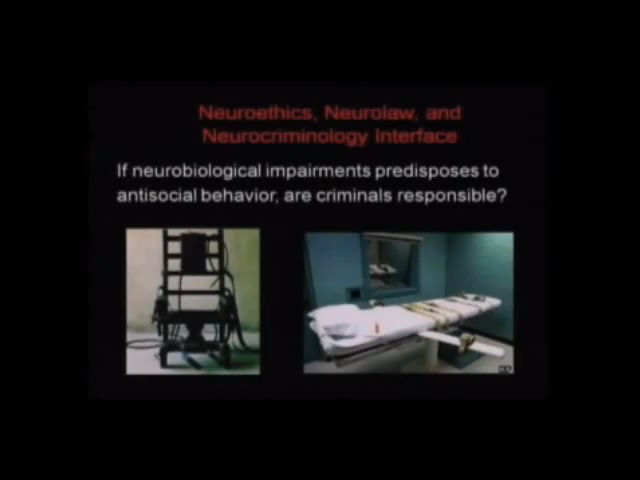 Neuroethics, Neurolaw, and
Neurocriminology Interface
If neurobiological impairments predisposes to
antisocial behavior, are criminals responsible?